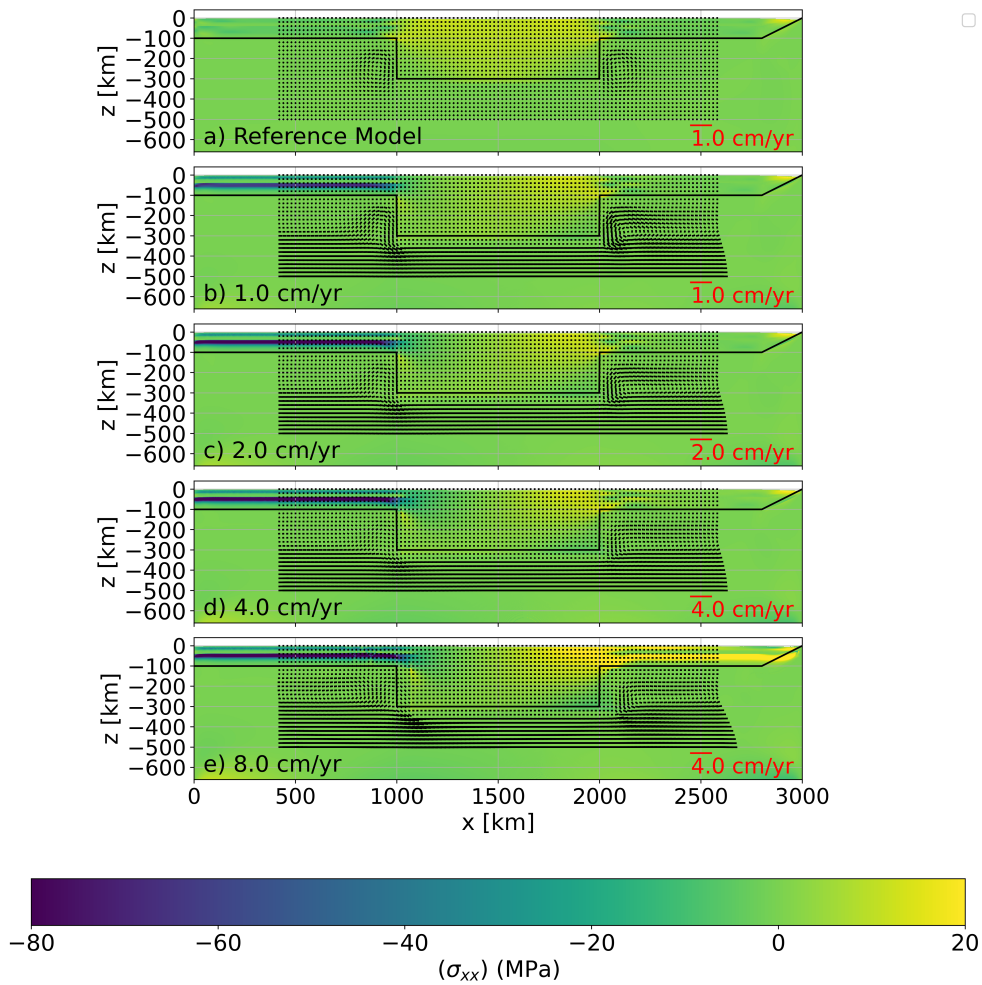 0
−100
−200
−300
−400
−500
−600
z [km]
a) Reference Model
1.0 cm/yr
0
−100
−200
−300
−400
−500
−600
z [km]
b) 1.0 cm/yr
1.0 cm/yr
0
−100
−200
−300
−400
−500
−600
z [km]
c) 2.0 cm/yr
2.0 cm/yr
0
−100
−200
−300
−400
−500
−600
z [km]
d) 4.0 cm/yr
4.0 cm/yr
0
−100
−200
−300
−400
−500
−600
z [km]
e) 8.0 cm/yr
4.0 cm/yr
0 500 1000 1500 2000 2500 3000
x [km]
−80 −60 −40 −20 0 20
(σxx) (MPa)